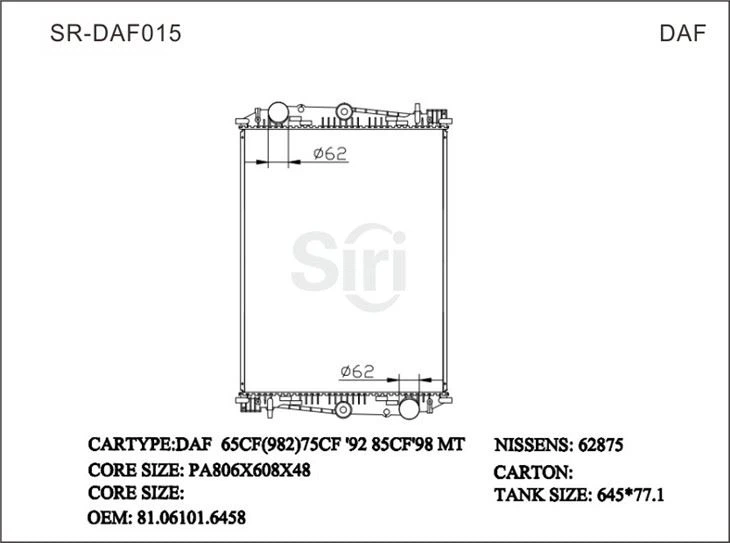 SR-DAF015 DAF
Ø62
Siri
Ø62
CARTYPE:DAF 65CF(982)75CF '92 85CF'98 MT NISSENS: 62875
CORE SIZE: PA806X608X48 CARTON:
CORE SIZE: TANK SIZE: 645*77.1
OEM: 81.06101.6458